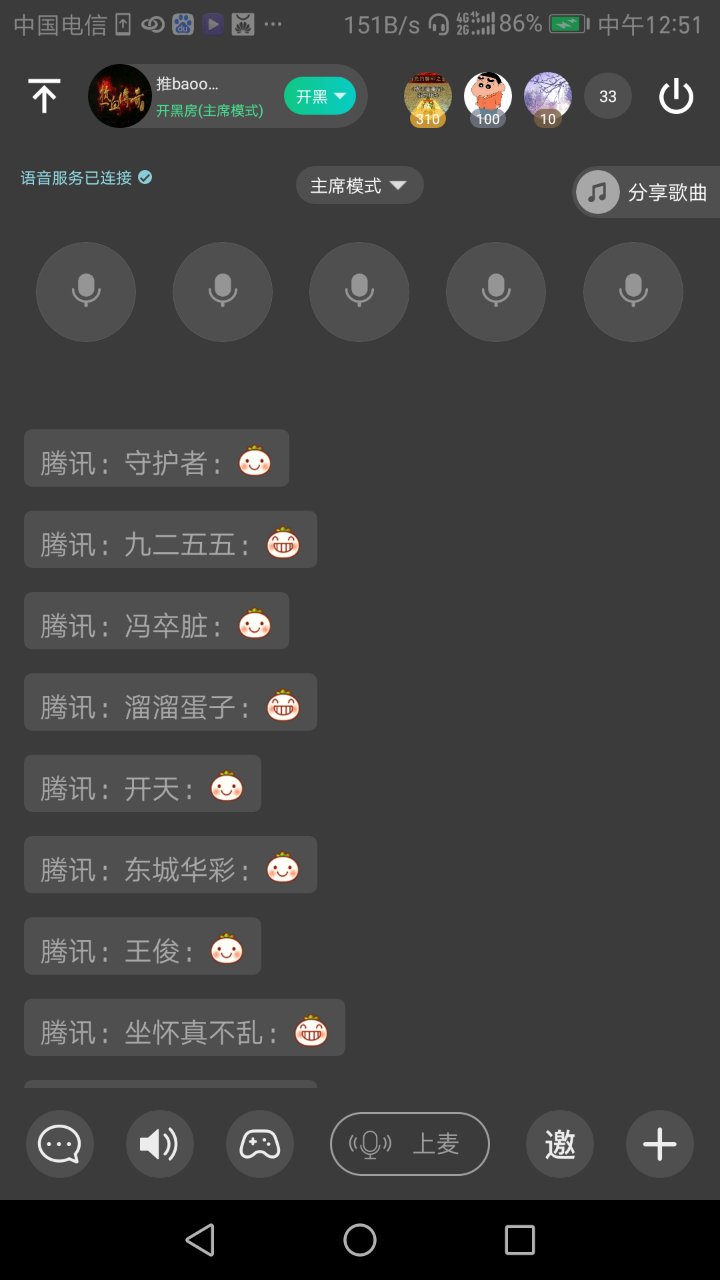 中国电信 151B/s 4G 2G 86% 中午12:51
热血传奇
推baoo...
开黑房(主席模式)
开黑
310 100 10 33
语音服务已连接 主席模式 分享歌曲
腾讯: 守护者:
腾讯: 九二五五:
腾讯: 冯卒脏:
腾讯: 溜溜蛋子:
腾讯: 开天:
腾讯: 东城华彩:
腾讯: 王俊:
腾讯: 坐怀真不乱:
上麦 邀